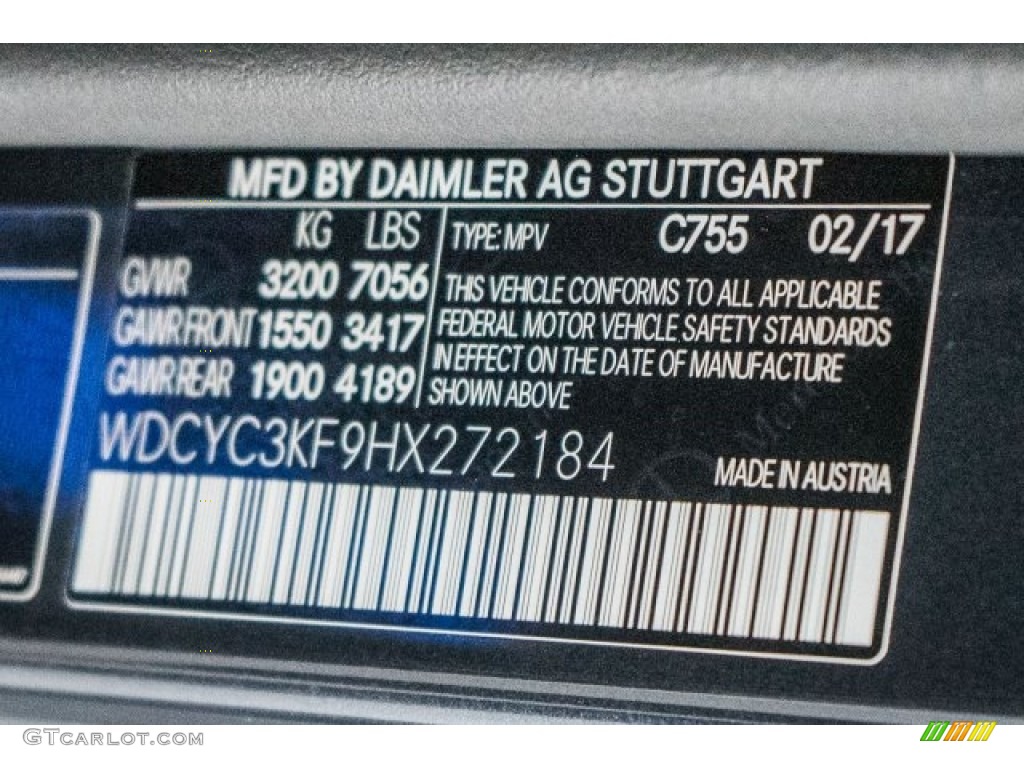 MFD BY DAIMLER AG STUTTGART
KG LBS
GVWR 3200 7056
GAWR FRONT 1550 3417
GAWR REAR 1900 4189
TYPE: MPV C755 02/17
THIS VEHICLE CONFORMS TO ALL APPLICABLE
FEDERAL MOTOR VEHICLE SAFETY STANDARDS
IN EFFECT ON THE DATE OF MANUFACTURE
SHOWN ABOVE
WDCYC3KF9HX272184
MADE IN AUSTRIA
GTCARLOT.COM